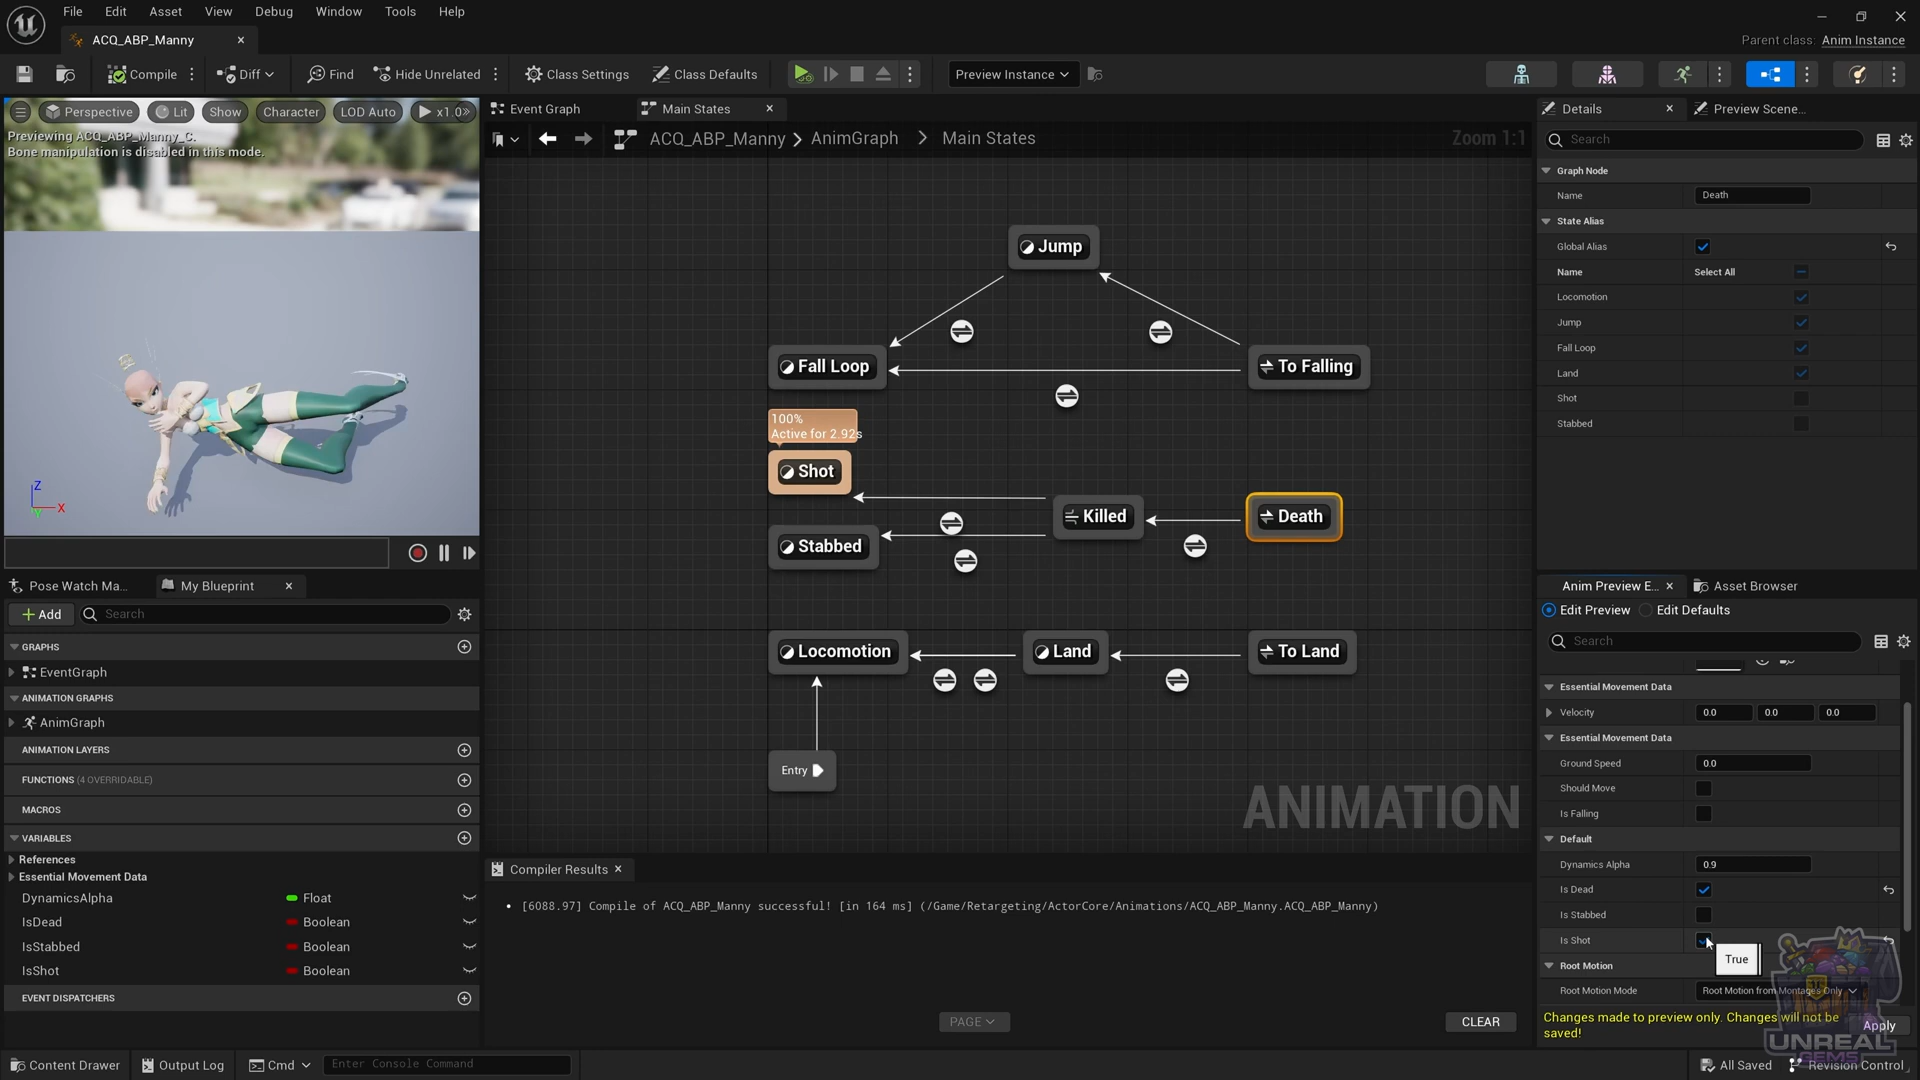 File Edit Asset View Debug Window Tools Help
ACQ_ABP_Manny
Parent class: Anim Instance
Compile Diff Find Hide Unrelated Class Settings Class Defaults Preview Instance
Perspective Lit Show Character LOD Auto x1.0
Previewing ACQ_ABP_Manny_C.
Bone manipulation is disabled in this mode.
Z
X
Y
Event Graph Main States
ACQ_ABP_Manny AnimGraph Main States
Zoom 1:1
Jump
Fall Loop
To Falling
100%
Active for 2.92s
Shot
Killed
Death
Stabbed
Locomotion
Land
To Land
Entry
ANIMATION
Details Preview Scene...
Search
Graph Node
Name Death
State Alias
Global Alias
Name Select All
Locomotion
Jump
Fall Loop
Land
Shot
Stabbed
Pose Watch Ma... My Blueprint
Add Search
GRAPHS
EventGraph
ANIMATION GRAPHS
AnimGraph
ANIMATION LAYERS
FUNCTIONS (4 OVERRIDABLE)
MACROS
VARIABLES
References
Essential Movement Data
DynamicsAlpha Float
IsDead Boolean
IsStabbed Boolean
IsShot Boolean
EVENT DISPATCHERS
Compiler Results
[6088.97] Compile of ACQ_ABP_Manny successful! [in 164 ms] (/Game/Retargeting/ActorCore/Animations/ACQ_ABP_Manny.ACQ_ABP_Manny)
PAGE
CLEAR
Anim Preview E... Asset Browser
Edit Preview Edit Defaults
Search
Essential Movement Data
Velocity 0.0 0.0 0.0
Essential Movement Data
Ground Speed 0.0
Should Move
Is Falling
Default
Dynamics Alpha 0.9
Is Dead
Is Stabbed
Is Shot
True
Root Motion
Root Motion Mode Root Motion from Montages Only
Changes made to preview only. Changes will not be
saved!
Apply
UNREAL
GEMS
Content Drawer Output Log Cmd Enter Console Command
All Saved Revision Control